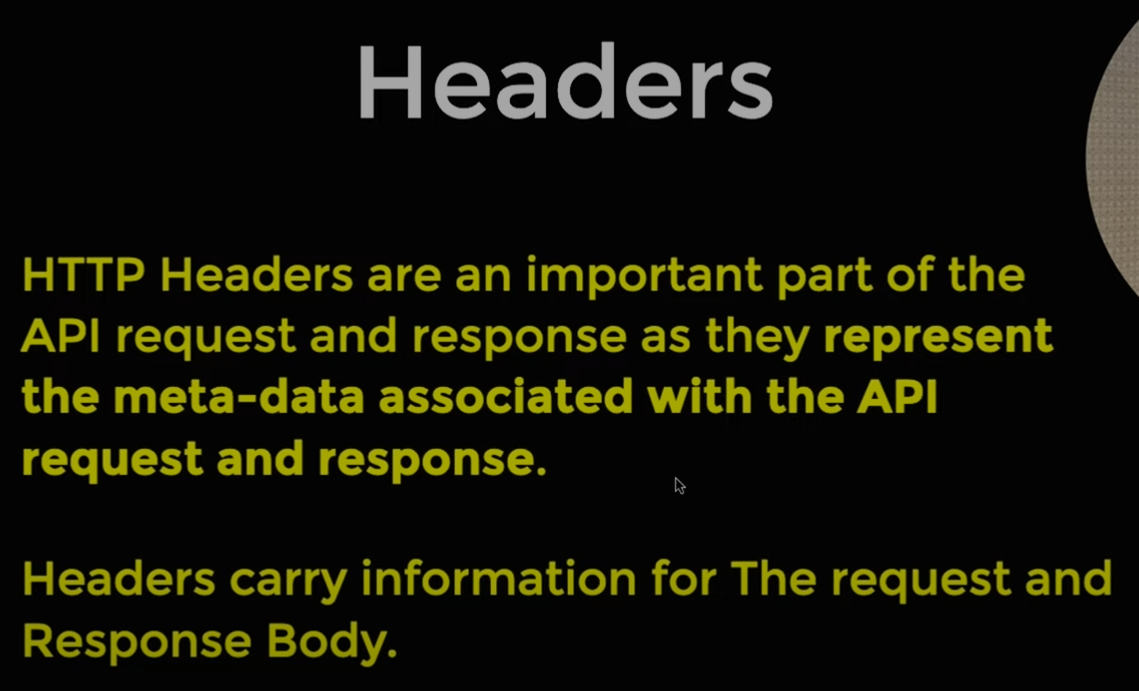 Headers
HTTP Headers are an important part of the
API request and response as they represent
the meta-data associated with the API
request and response.
Headers carry information for The request and
Response Body.